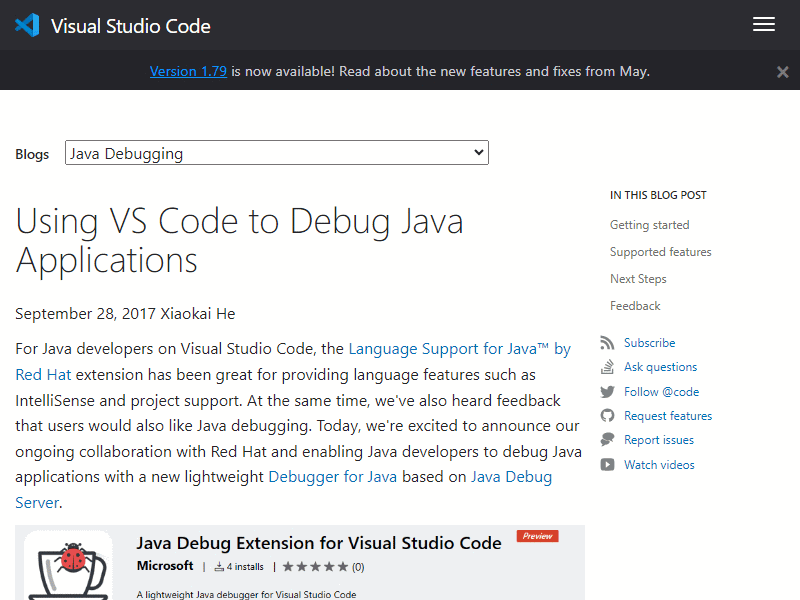 Visual Studio Code
Version 1.79 is now available! Read about the new features and fixes from May.
Blogs
Java Debugging
Using VS Code to Debug Java
Applications
September 28, 2017 Xiaokai He
For Java developers on Visual Studio Code, the Language Support for Java™ by
Red Hat extension has been great for providing language features such as
IntelliSense and project support. At the same time, we've also heard feedback
that users would also like Java debugging. Today, we're excited to announce our
ongoing collaboration with Red Hat and enabling Java developers to debug Java
applications with a new lightweight Debugger for Java based on Java Debug
Server.
Java Debug Extension for Visual Studio Code
Preview
Microsoft | 4 installs | ★★★★★ (0)
A lightweight Java debugger for Visual Studio Code
IN THIS BLOG POST
Getting started
Supported features
Next Steps
Feedback
Subscribe
Ask questions
Follow @code
Request features
Report issues
Watch videos